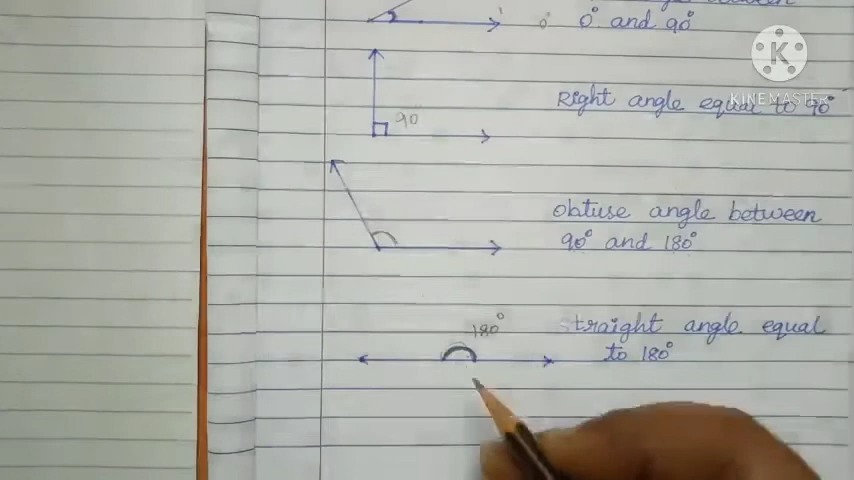 0° 0° and 90°
KINEMASTER
Right angle equal to 90°
90
obtuse angle between
90° and 180°
180°
straight angle equal
to 180°